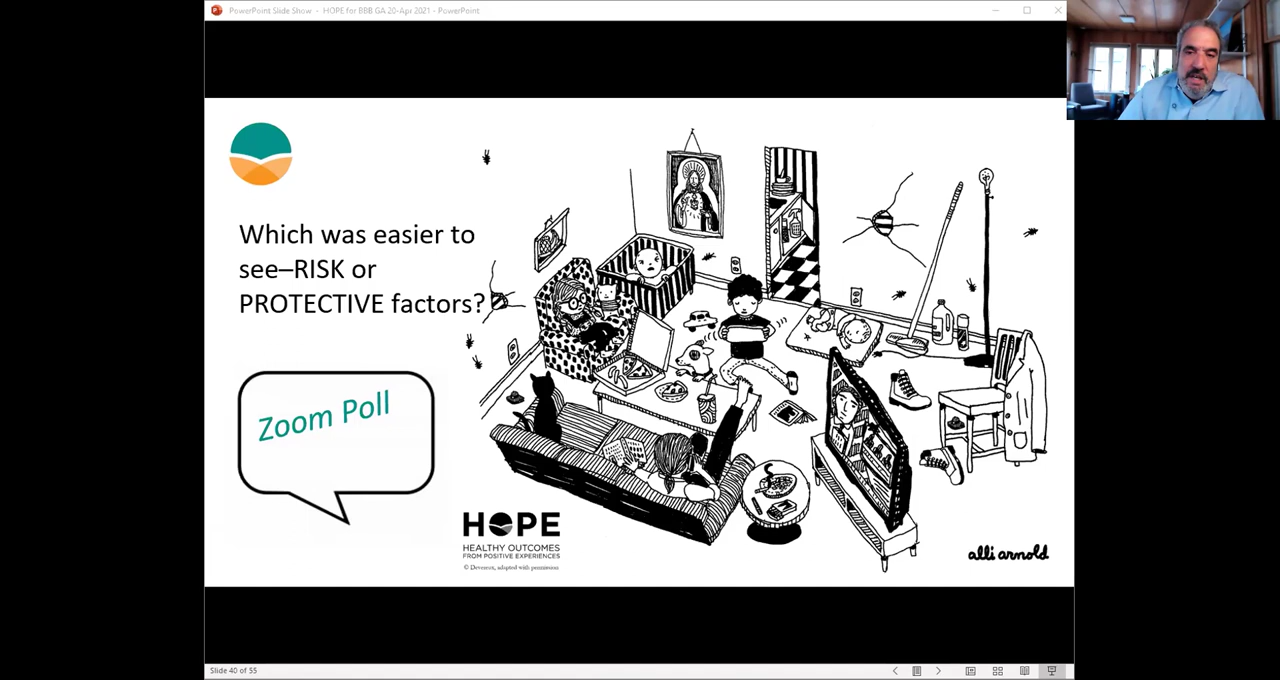 PowerPoint Slide Show - HOPE for BBB GA 20-Apr 2021 - PowerPoint
Which was easier to
see–RISK or
PROTECTIVE factors?
Zoom Poll
HOPE
HEALTHY OUTCOMES
FROM POSITIVE EXPERIENCES
© Devereux, adapted with permission
alli arnold
Slide 40 of 55